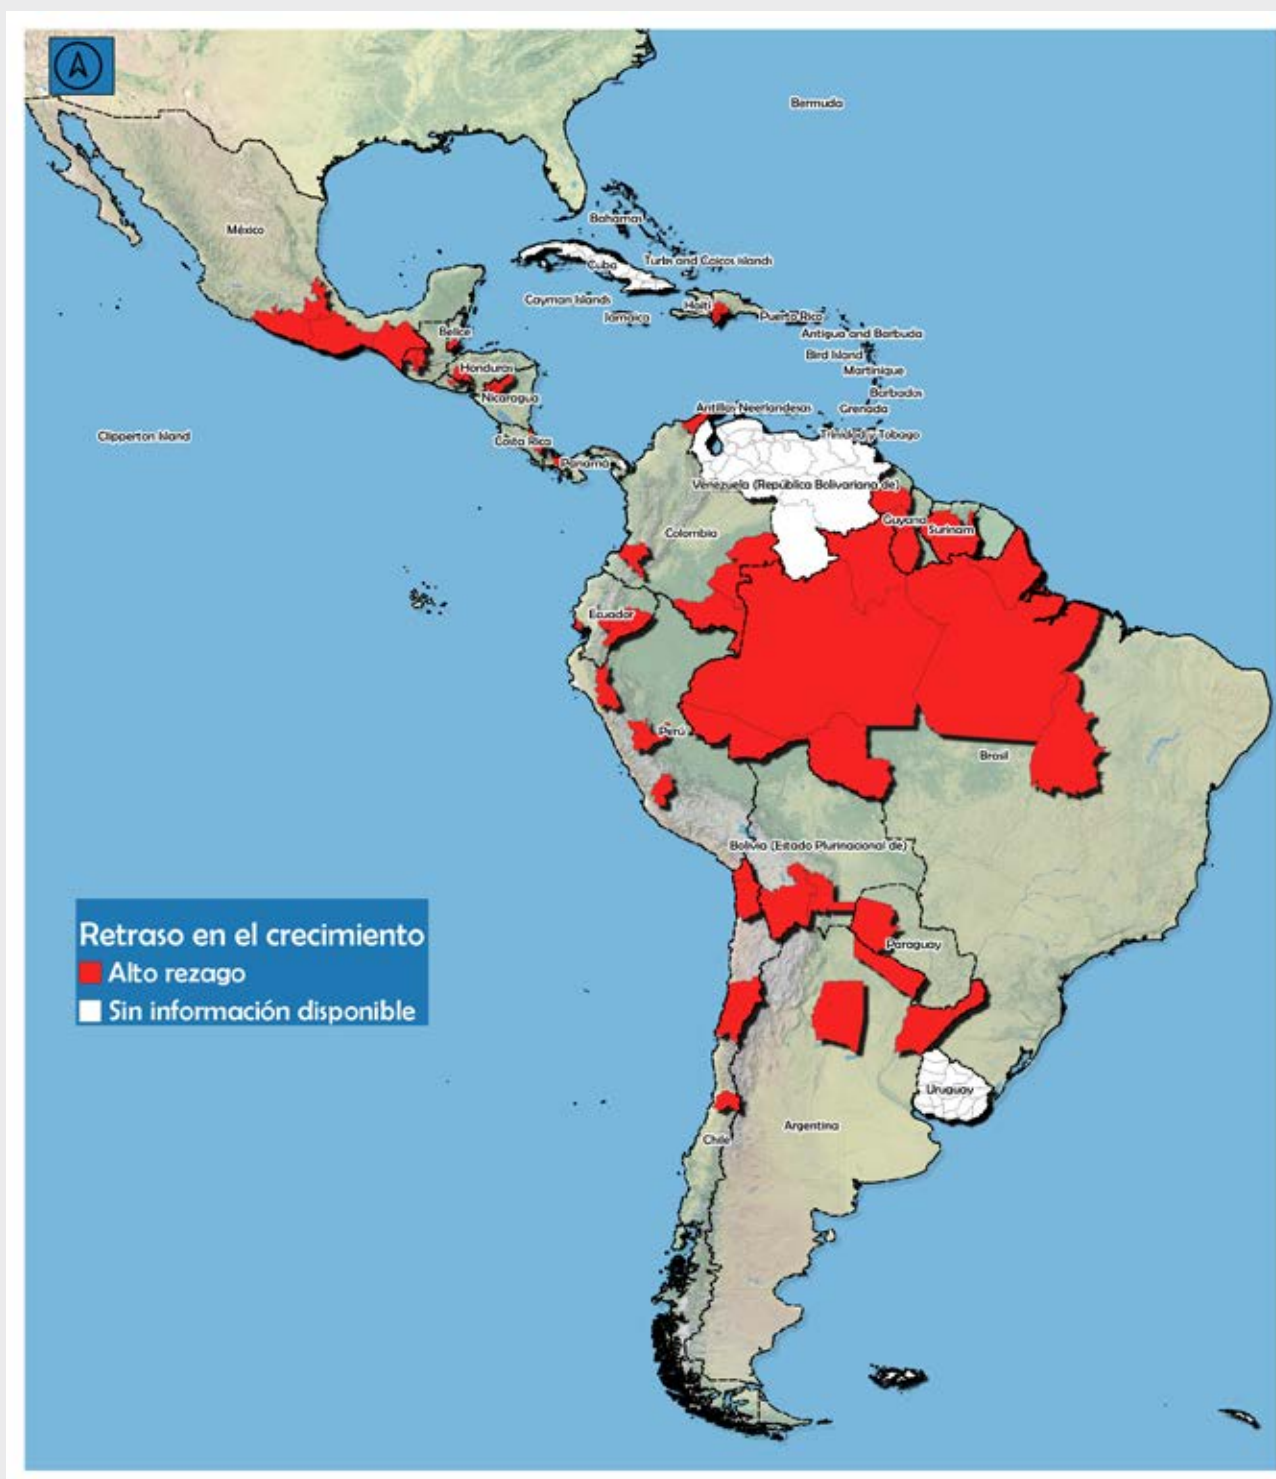 Bermuda
México
Bahamas
Cuba
Turks and Caicos islands
Cayman Islands
Haití
Jamaica
Puerto Rico
Antigua and Barbuda
Belice
Bird Island
Martinique
Honduras
Barbados
Nicaragua
Antillas Neerlandesas
Grenada
Clipperton Island
Costa Rica
Trinidad y Tobago
Panamá
Venezuela (República Bolivariana de)
Guyana
Surinam
Colombia
Ecuador
Perú
Brasil
Bolivia (Estado Plurinacional de)
Retraso en el crecimiento
Paraguay
Alto rezago
Sin información disponible
Uruguay
Argentina
Chile